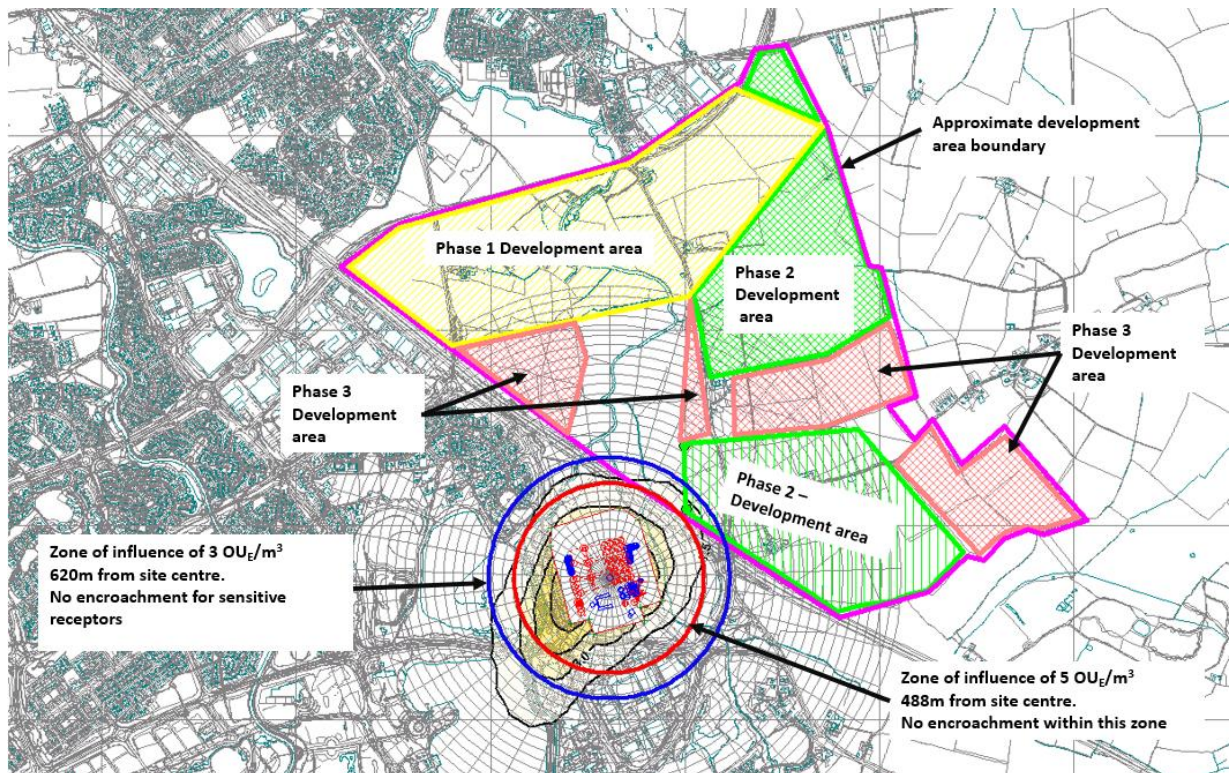 Approximate development
area boundary
Phase 1 Development area
Phase 2
Development
area
Phase 3
Development
area
Phase 3
Development
area
Phase 2 –
Development area
Zone of influence of 3 OU_E/m³
620m from site centre.
No encroachment for sensitive
receptors
Zone of influence of 5 OU_E/m³
488m from site centre.
No encroachment within this zone